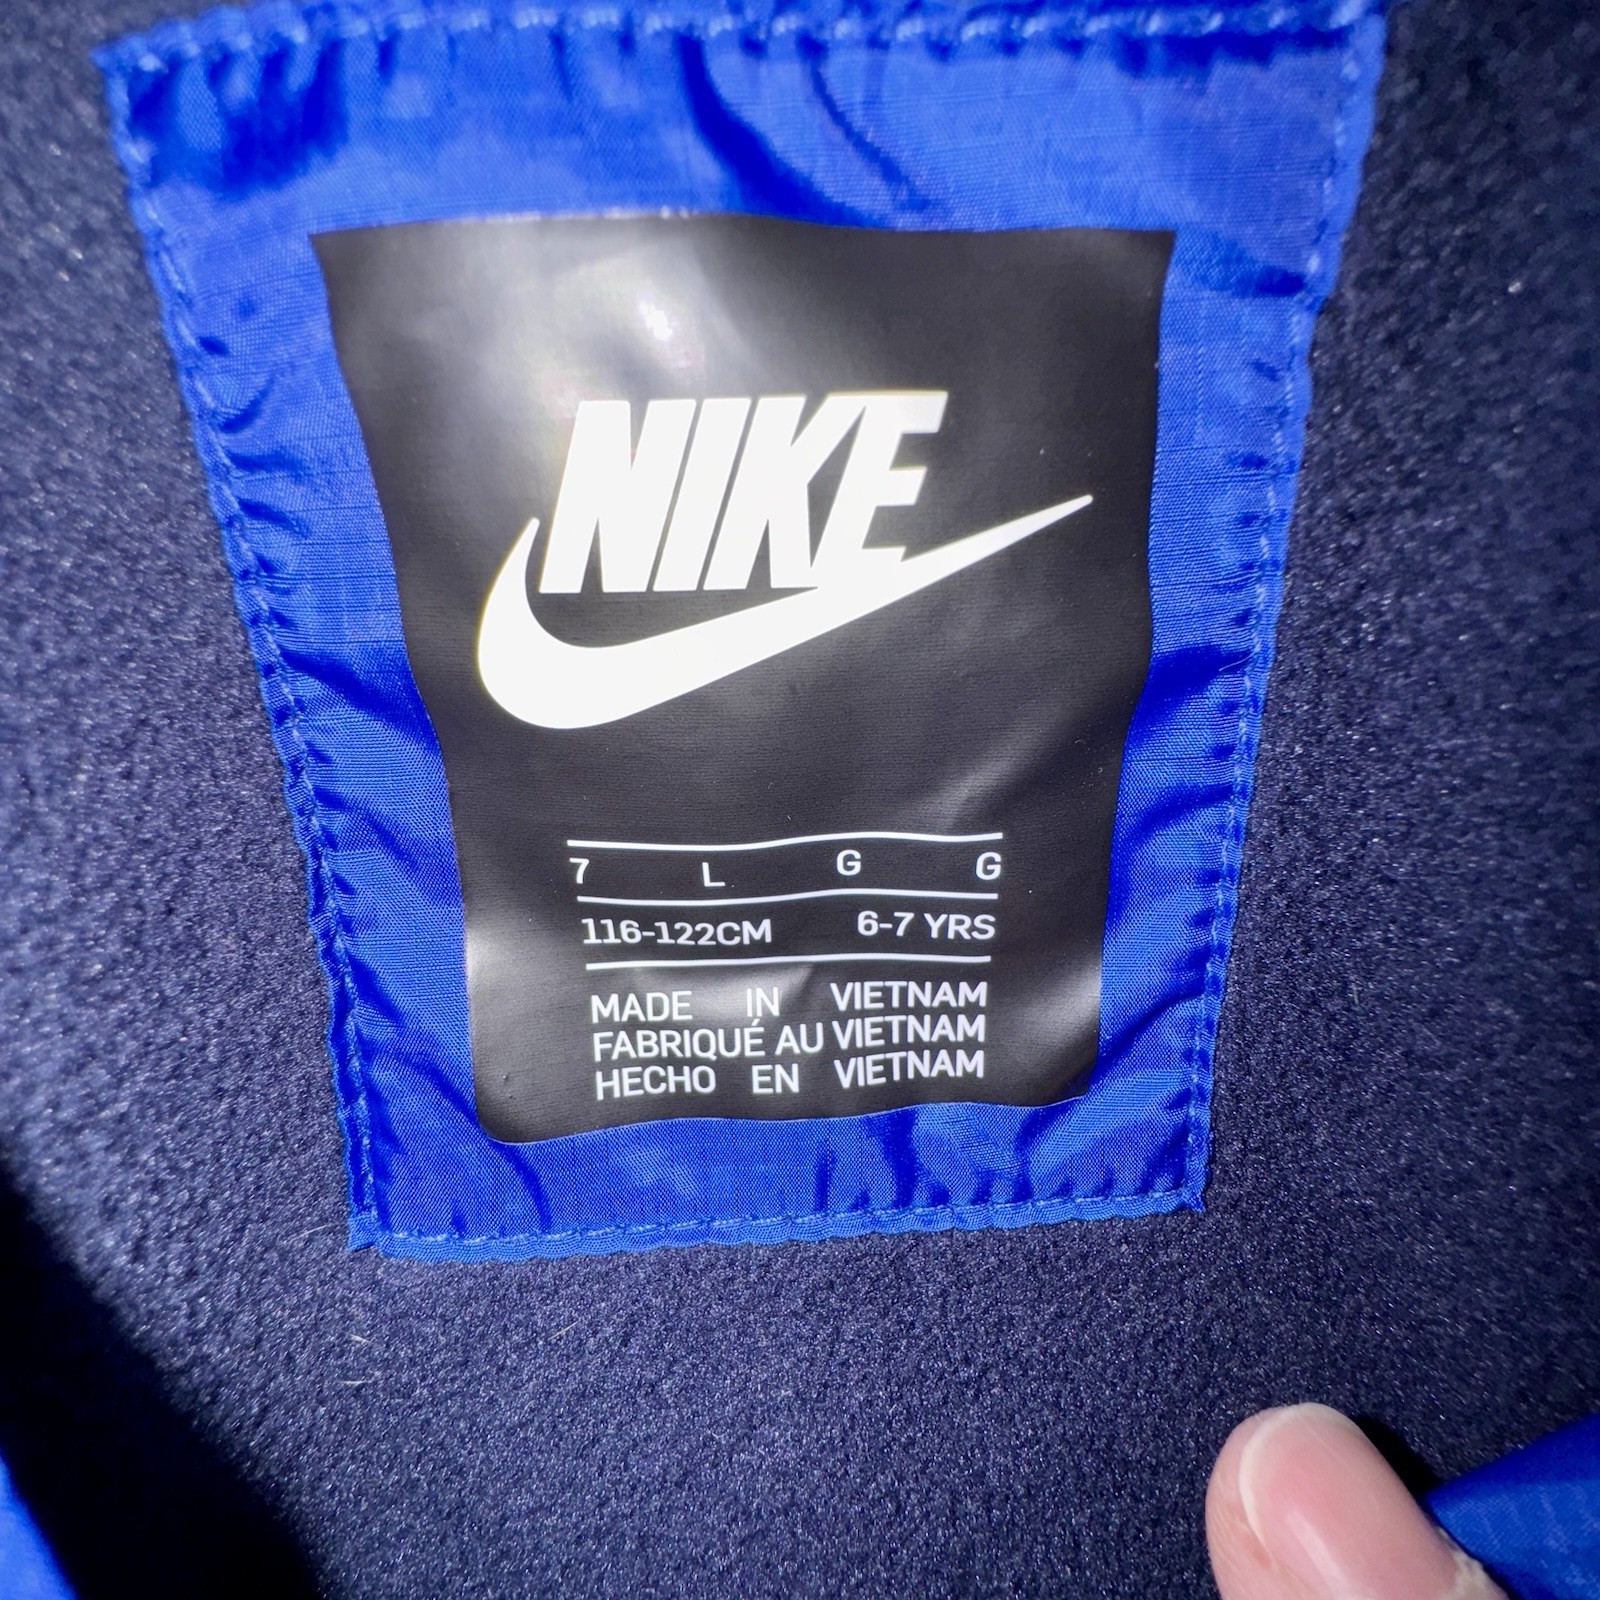 NIKE
7 L G G
116-122CM 6-7 YRS
MADE IN VIETNAM
FABRIQUÉ AU VIETNAM
HECHO EN VIETNAM